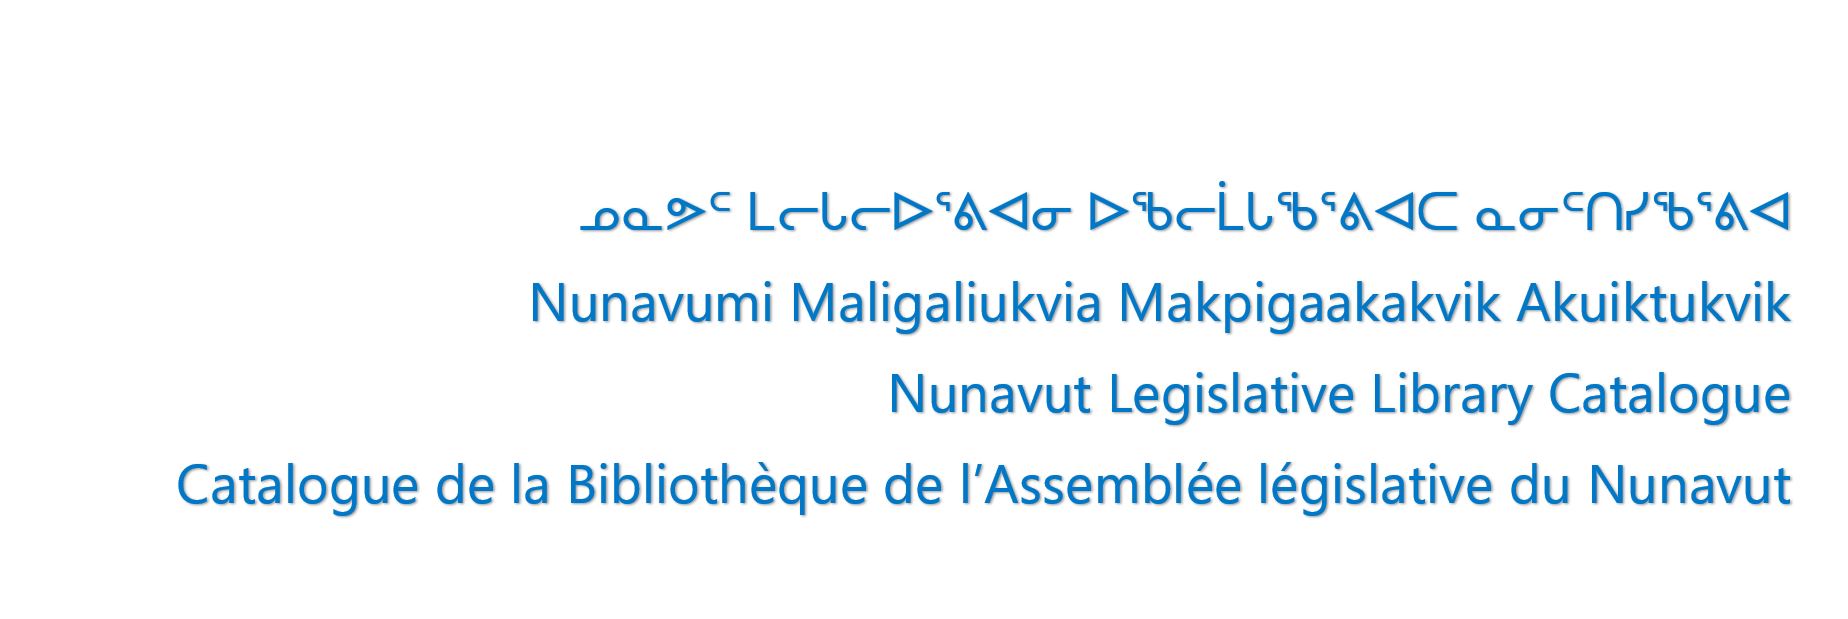 ᓄᓇᕗᑦ ᒪᓕᒐᓕᐅᕐᕕᐊᓂ ᐅᖃᓕᒫᒐᖃᕐᕕᐊᑕ ᓇᓂᑦᑎᓯᖃᕐᕕᐊ
Nunavumi Maligaliukvia Makpigaakakvik Akuiktukvik
Nunavut Legislative Library Catalogue
Catalogue de la Bibliothèque de l’Assemblée législative du Nunavut